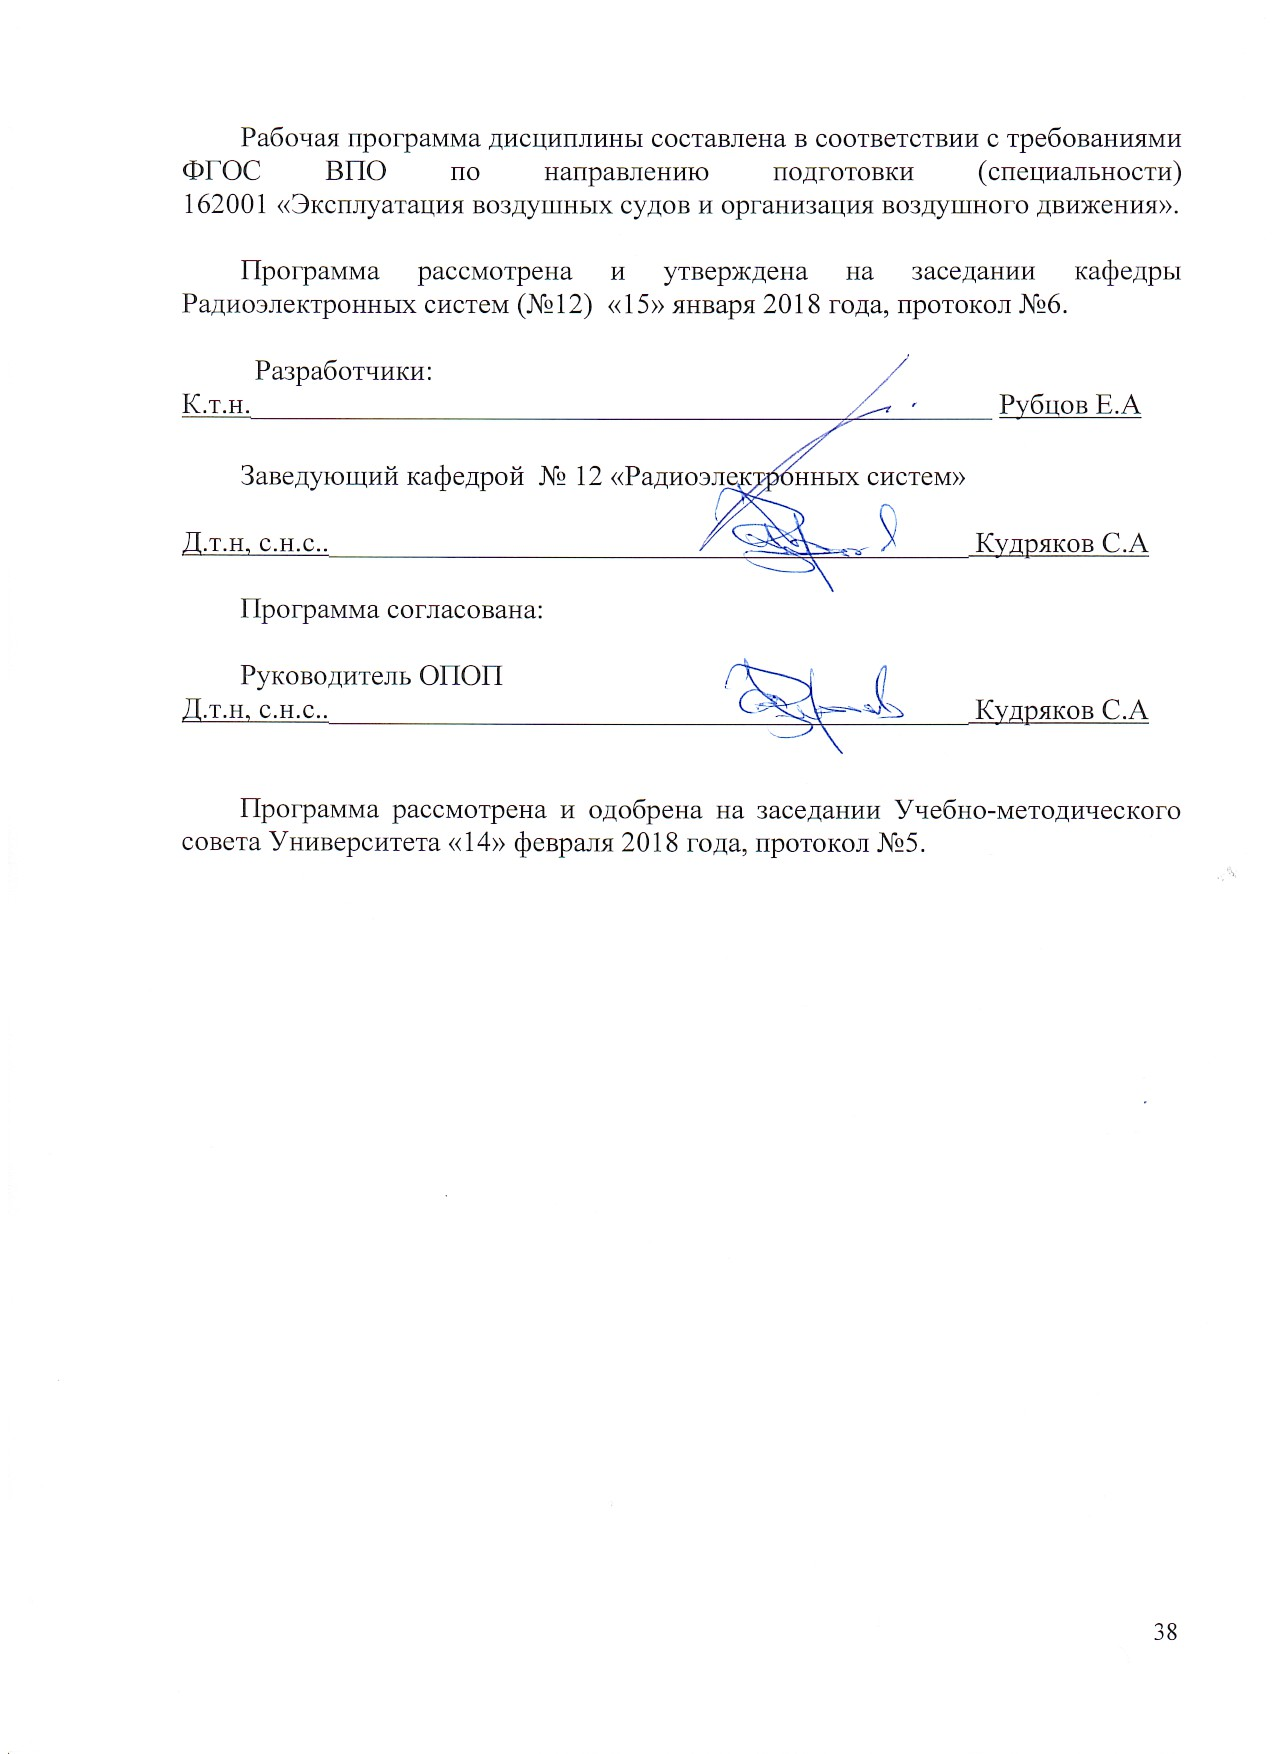 Рабочая программа дисциплины составлена в соответствии с требованиями
ФГОС ВПО по направлению подготовки (специальности)
162001 «Эксплуатация воздушных судов и организация воздушного движения».
Программа рассмотрена и утверждена на заседании кафедры
Радиоэлектронных систем (№12) «15» января 2018 года, протокол №6.
Разработчики:
К.т.н. Рубцов Е.А
Заведующий кафедрой № 12 «Радиоэлектронных систем»
Д.т.н, с.н.с.. Кудряков С.А
Программа согласована:
Руководитель ОПОП
Д.т.н, с.н.с.. Кудряков С.А
Программа рассмотрена и одобрена на заседании Учебно-методического
совета Университета «14» февраля 2018 года, протокол №5.
38